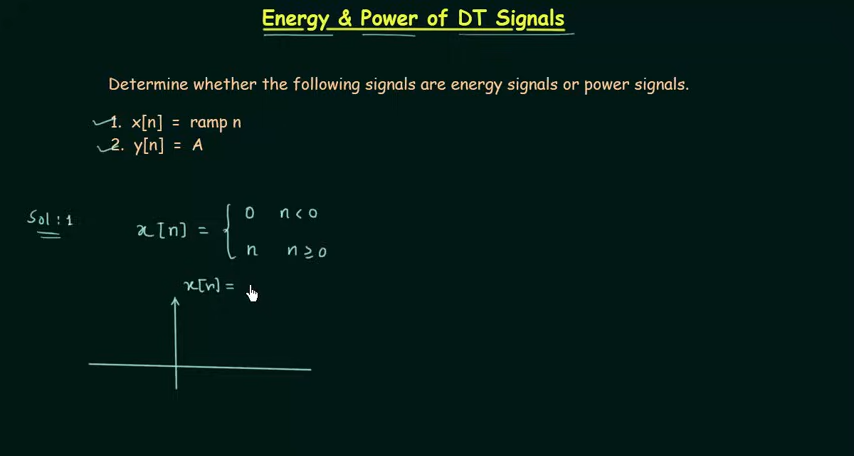 Energy & Power of DT Signals
Determine whether the following signals are energy signals or power signals.
1. x[n] = ramp n
2. y[n] = A
Sol : 1
x[n] = { 0 n < 0
n n ≥ 0
x[n] =